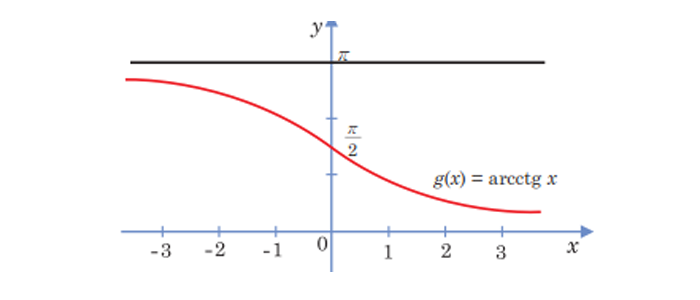 y
π
π
2
g(x) = arcctg x
-3 -2 -1 0 1 2 3 x